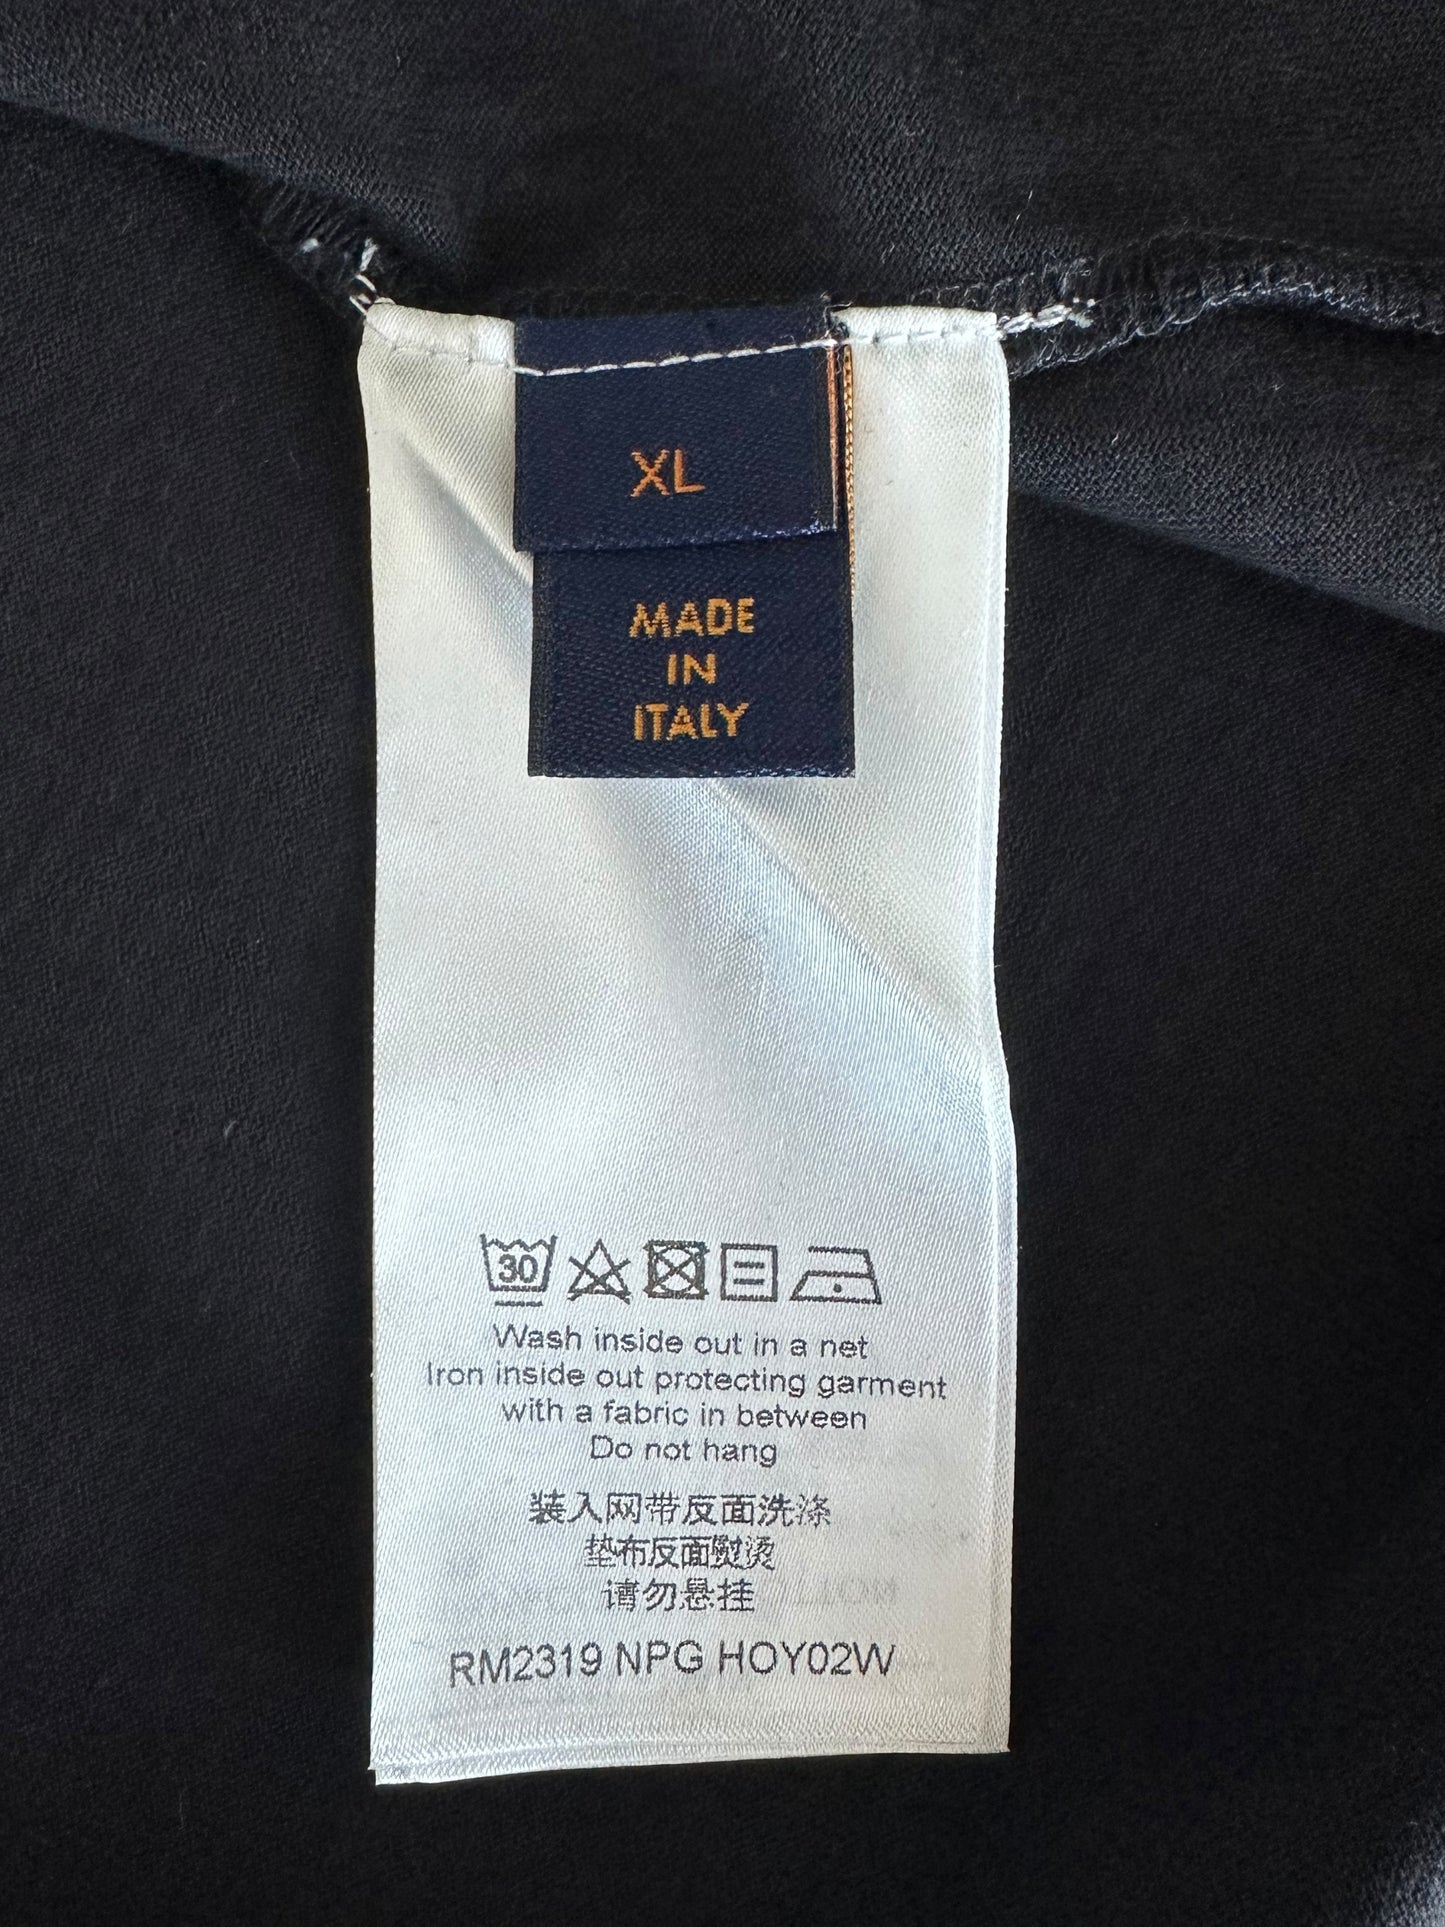 XL
MADE
IN
ITALY
30
Wash inside out in a net
Iron inside out protecting garment
with a fabric in between
Do not hang
装入网带反面洗涤
垫布反面熨烫
请勿悬挂
RM2319 NPG HOY02W